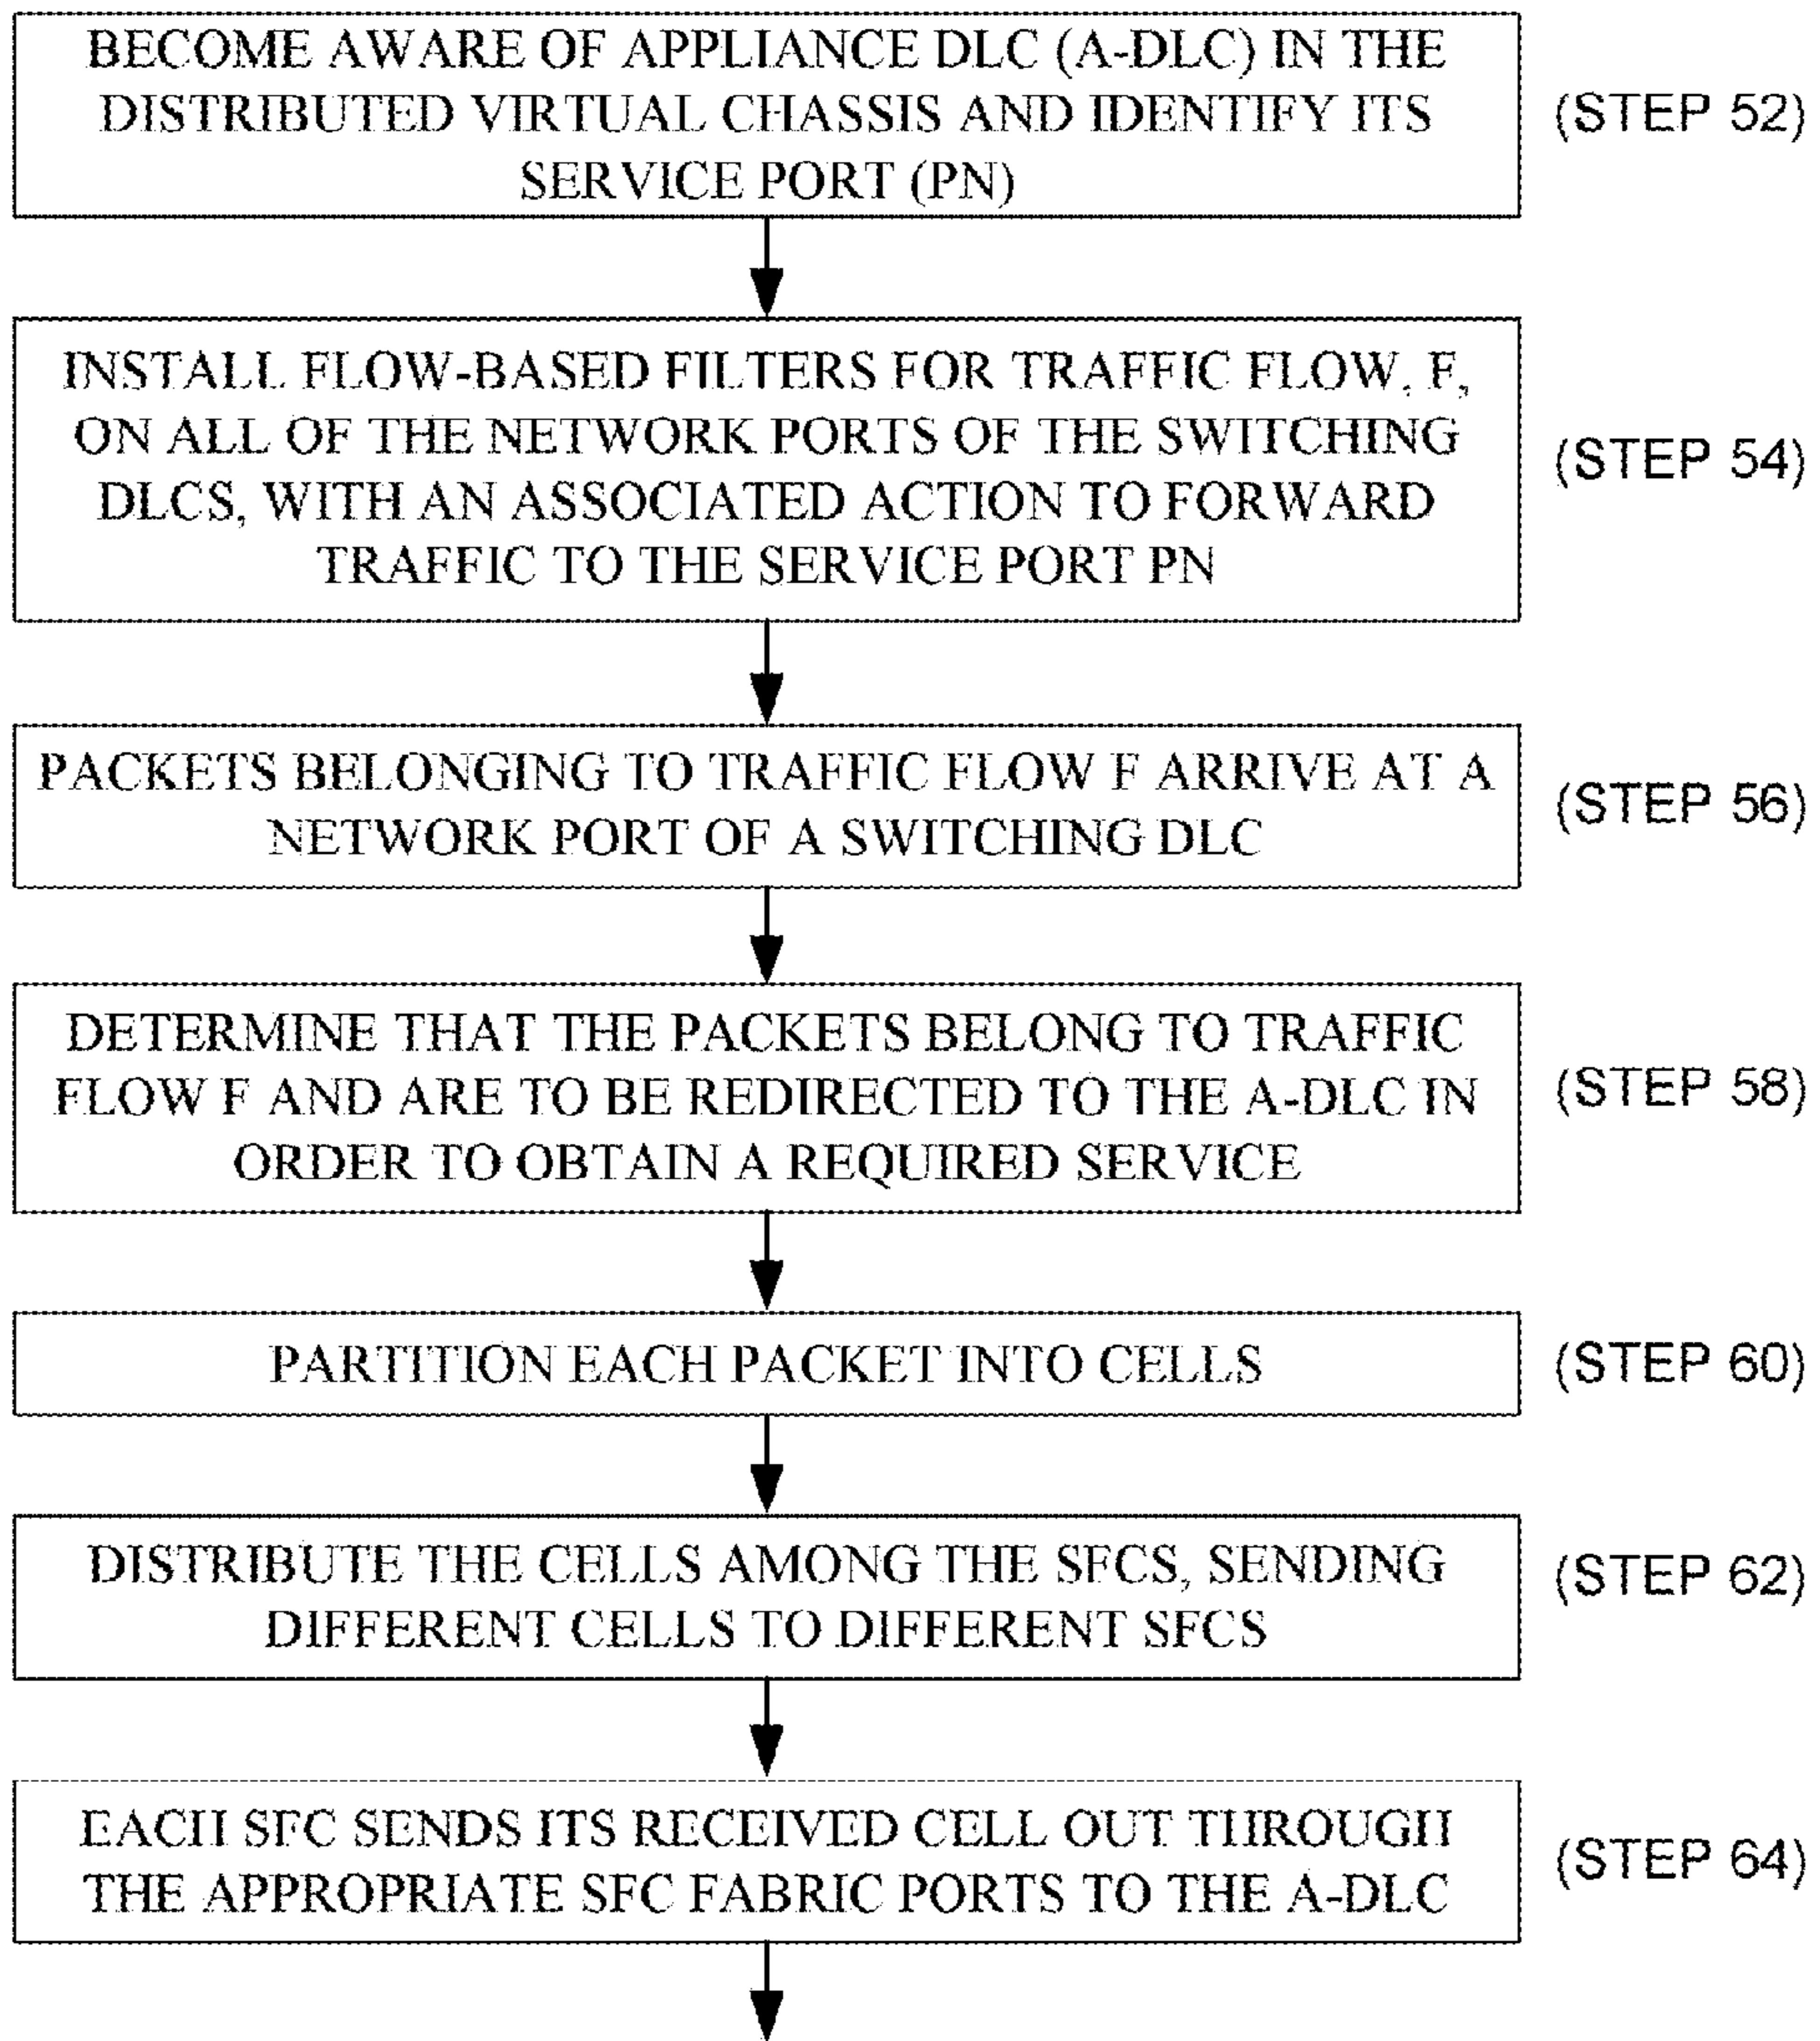 BECOME AWARE OF APPLIANCE DLC (A-DLC) IN THE
DISTRIBUTED VIRTUAL CHASSIS AND IDENTIFY ITS
SERVICE PORT (PN)
(STEP 52)
INSTALL FLOW-BASED FILTERS FOR TRAFFIC FLOW, F,
ON ALL OF THE NETWORK PORTS OF THE SWITCHING
DLCS, WITH AN ASSOCIATED ACTION TO FORWARD
TRAFFIC TO THE SERVICE PORT PN
(STEP 54)
PACKETS BELONGING TO TRAFFIC FLOW F ARRIVE AT A
NETWORK PORT OF A SWITCHING DLC
(STEP 56)
DETERMINE THAT THE PACKETS BELONG TO TRAFFIC
FLOW F AND ARE TO BE REDIRECTED TO THE A-DLC IN
ORDER TO OBTAIN A REQUIRED SERVICE
(STEP 58)
PARTITION EACH PACKET INTO CELLS
(STEP 60)
DISTRIBUTE THE CELLS AMONG THE SFCS, SENDING
DIFFERENT CELLS TO DIFFERENT SFCS
(STEP 62)
EACH SFC SENDS ITS RECEIVED CELL OUT THROUGH
THE APPROPRIATE SFC FABRIC PORTS TO THE A-DLC
(STEP 64)